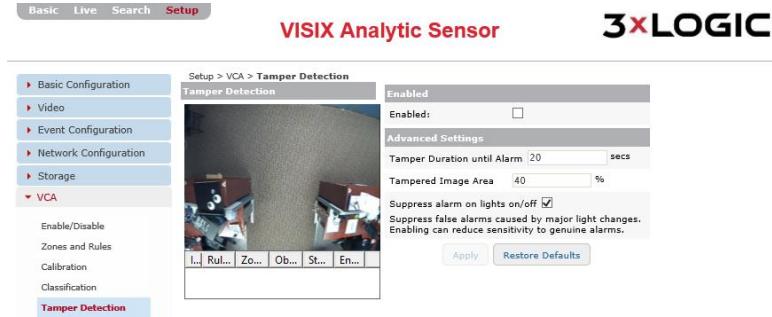 Basic Live Search Setup
VISIX Analytic Sensor
3xLOGIC
Setup > VCA > Tamper Detection
Basic Configuration
Video
Event Configuration
Network Configuration
Storage
VCA
Enable/Disable
Zones and Rules
Calibration
Classification
Tamper Detection
Tamper Detection
I... Rul... Zo... Ob... St... En...
Enabled
Enabled:
Advanced Settings
Tamper Duration until Alarm 20 secs
Tampered Image Area 40 %
Suppress alarm on lights on/off
Suppress false alarms caused by major light changes.
Enabling can reduce sensitivity to genuine alarms.
Apply Restore Defaults